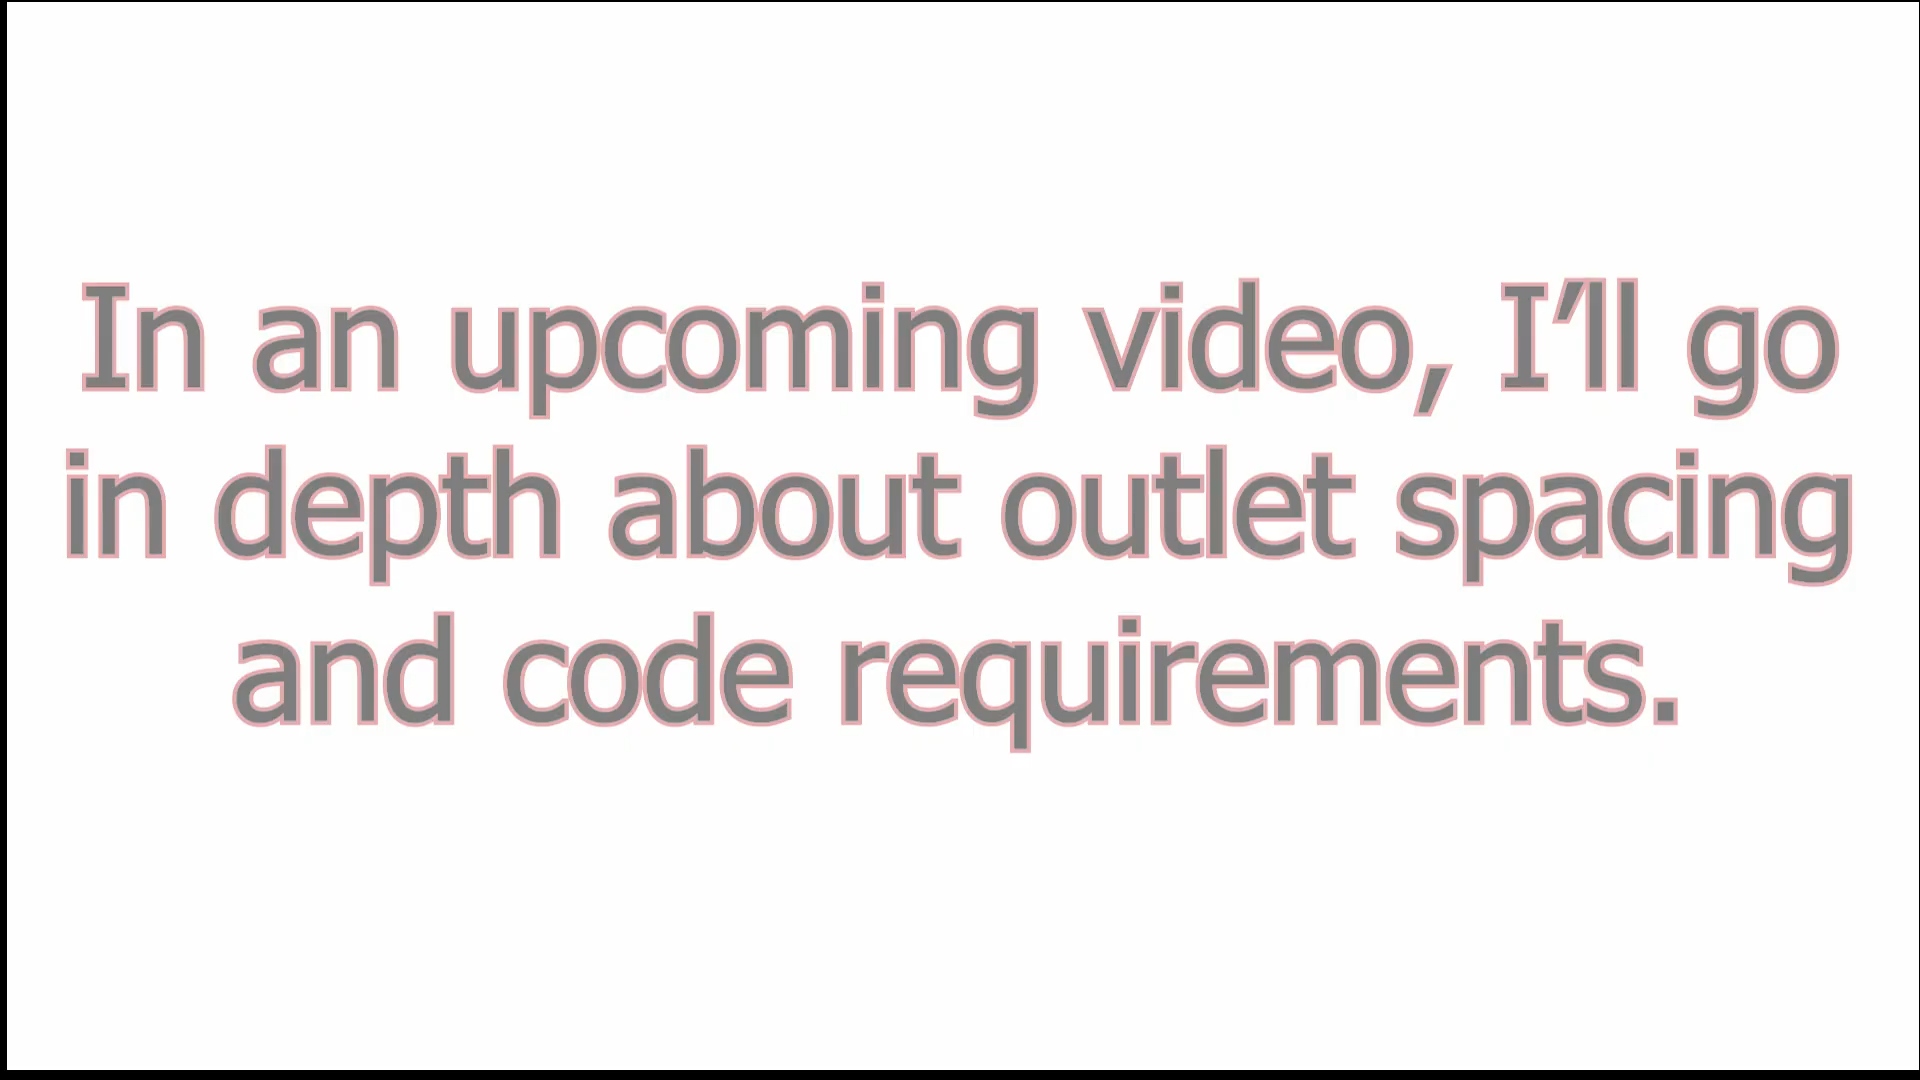 In an upcoming video, I’ll go
in depth about outlet spacing
and code requirements.